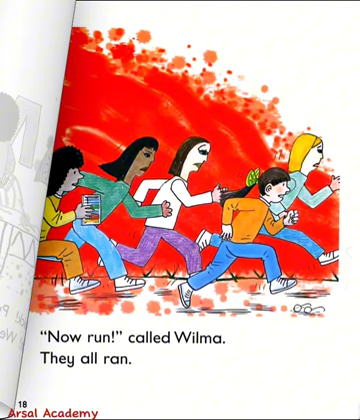 “Now run!” called Wilma.
They all ran.
18
Arsal Academy